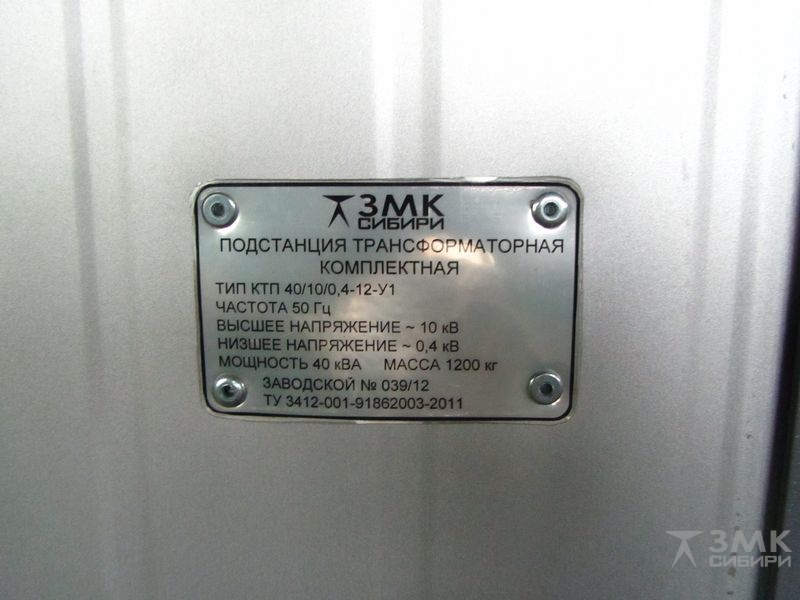 ЗМК
СИБИРИ
ПОДСТАНЦИЯ ТРАНСФОРМАТОРНАЯ
КОМПЛЕКТНАЯ
ТИП КТП 40/10/0,4-12-У1
ЧАСТОТА 50 Гц
ВЫСШЕЕ НАПРЯЖЕНИЕ ~ 10 кВ
НИЗШЕЕ НАПРЯЖЕНИЕ ~ 0,4 кВ
МОЩНОСТЬ 40 кВА МАССА 1200 кг
ЗАВОДСКОЙ № 039/12
ТУ 3412-001-91862003-2011
ЗМК
СИБИРИ